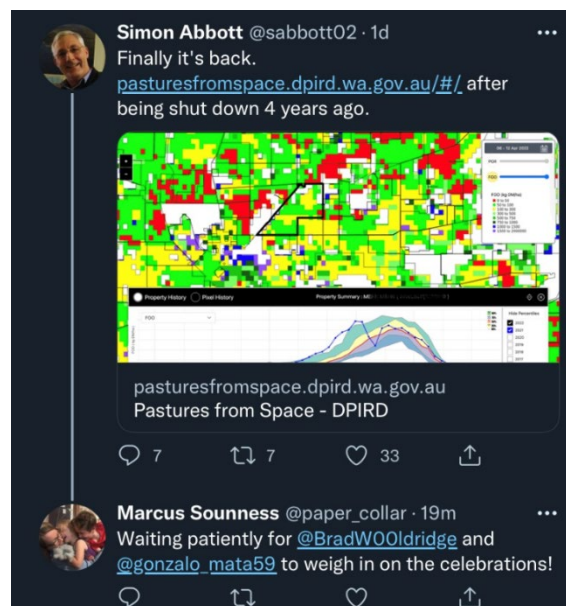 Simon Abbott @sabbott02 · 1d
Finally it's back.
pasturesfromspace.dpird.wa.gov.au/#/ after
being shut down 4 years ago.
Property History Pixel History Property Summary :
FOO
Hide Percentiles
pasturesfromspace.dpird.wa.gov.au
Pastures from Space - DPIRD
7 7 33
Marcus Sounness @paper_collar · 19m
Waiting patiently for @BradW00ldridge and
@gonzalo_mata59 to weigh in on the celebrations!